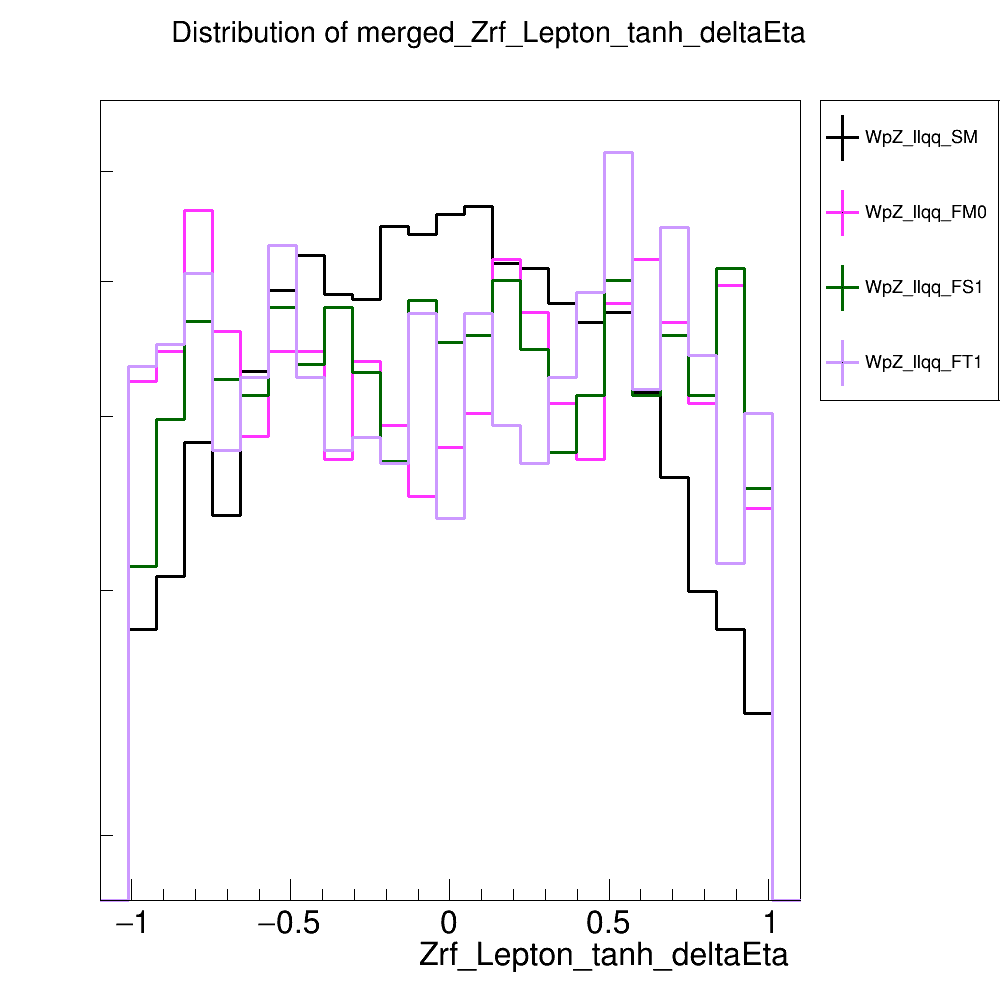 Distribution of merged_Zrf_Lepton_tanh_deltaEta
WpZ_llqq_SM
WpZ_llqq_FM0
WpZ_llqq_FS1
WpZ_llqq_FT1
−1 −0.5 0 0.5 1
Zrf_Lepton_tanh_deltaEta